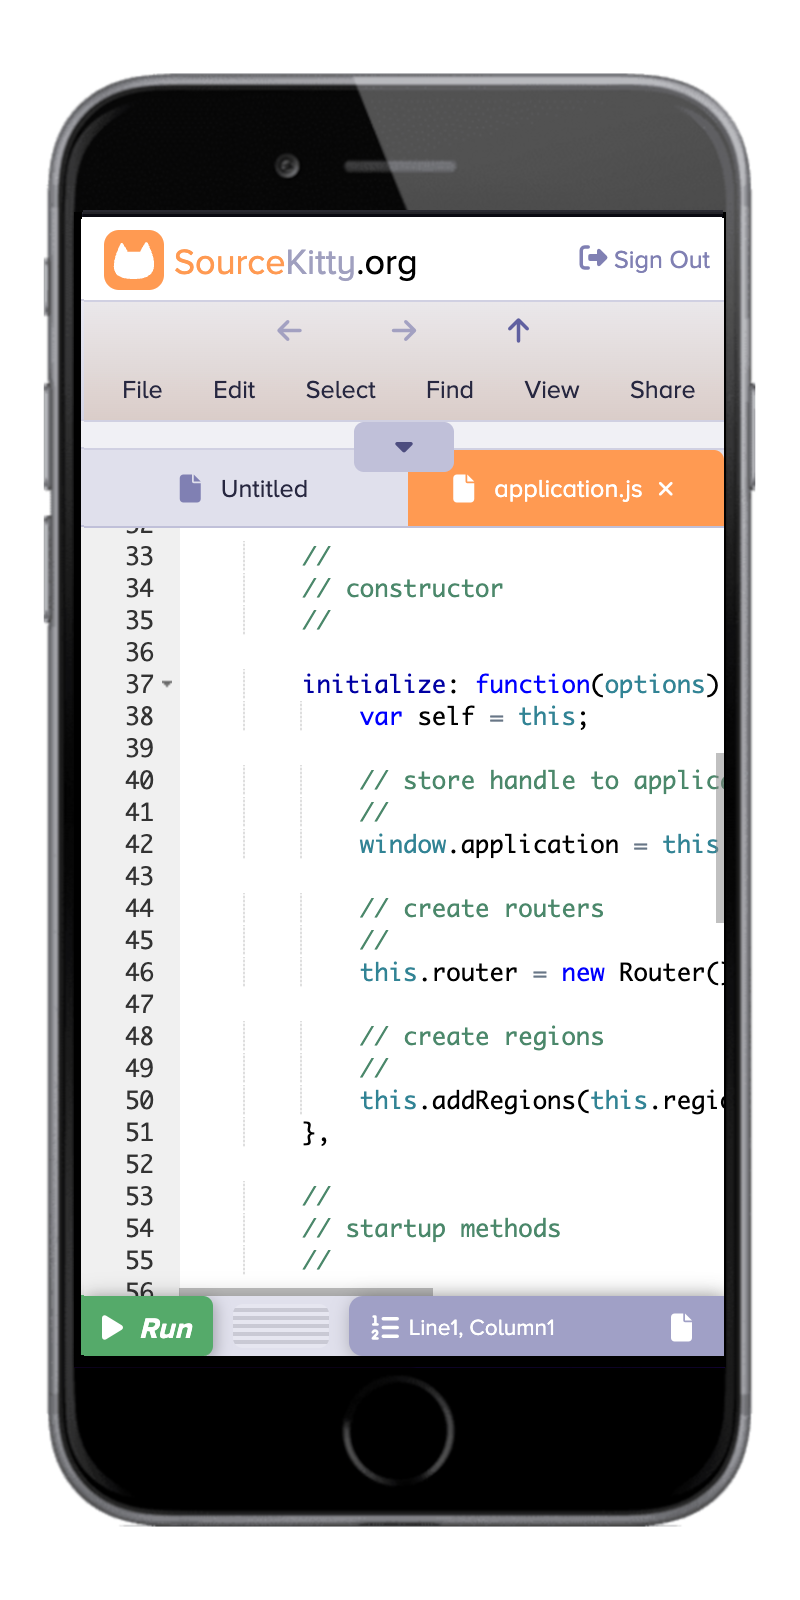 SourceKitty.org
Sign Out
File Edit Select Find View Share
Untitled
application.js ×
32
33 //
34 // constructor
35 //
36
37 initialize: function(options)
38 var self = this;
39
40 // store handle to applic
41 //
42 window.application = this
43
44 // create routers
45 //
46 this.router = new Router()
47
48 // create regions
49 //
50 this.addRegions(this.regio
51 },
52
53 //
54 // startup methods
55 //
56
Run
Line1, Column1